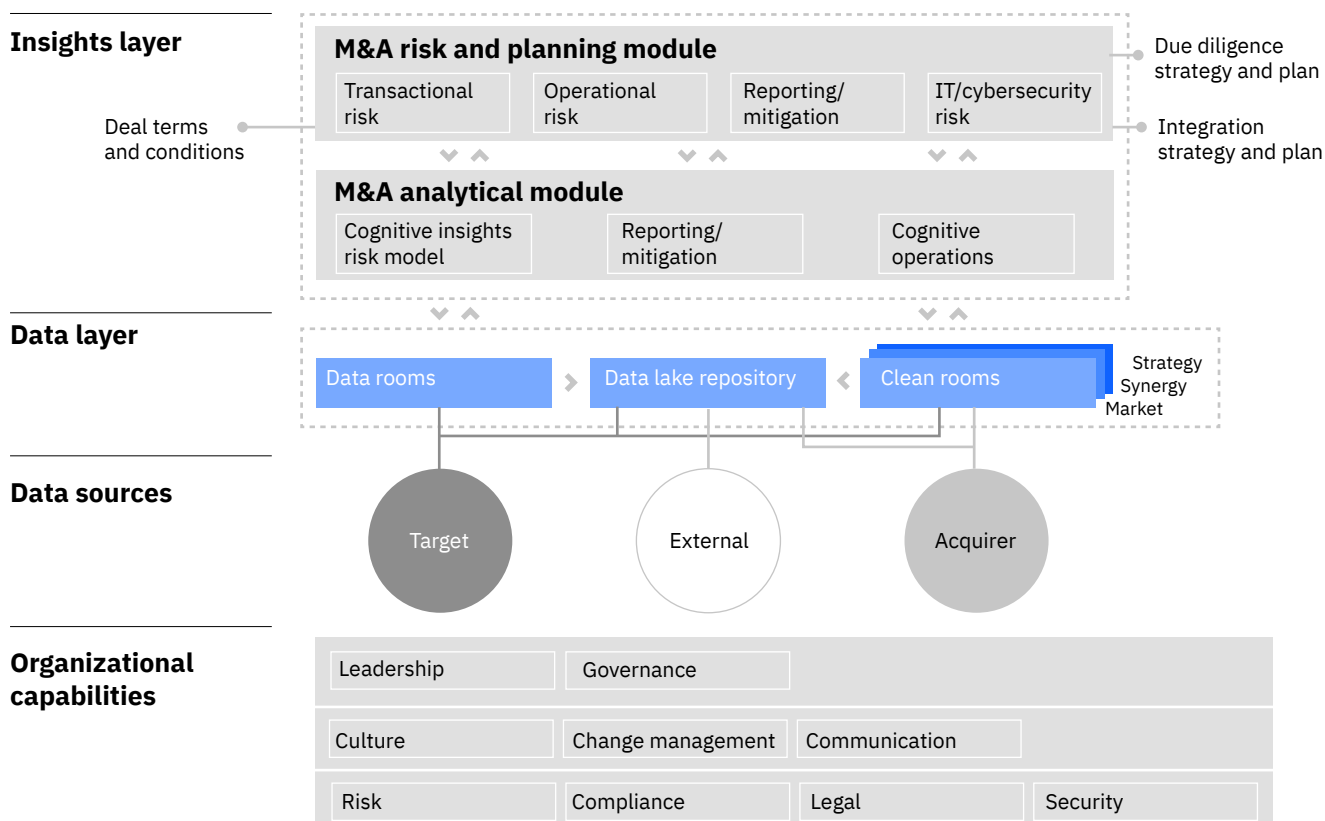 Insights layer
M&A risk and planning module
Transactional
risk
Operational
risk
Reporting/
mitigation
IT/cybersecurity
risk
Due diligence
strategy and plan
Deal terms
and conditions
Integration
strategy and plan
M&A analytical module
Cognitive insights
risk model
Reporting/
mitigation
Cognitive
operations
Data layer
Data rooms
Data lake repository
Clean rooms
Strategy
Synergy
Market
Data sources
Target
External
Acquirer
Organizational
capabilities
Leadership
Governance
Culture
Change management
Communication
Risk
Compliance
Legal
Security